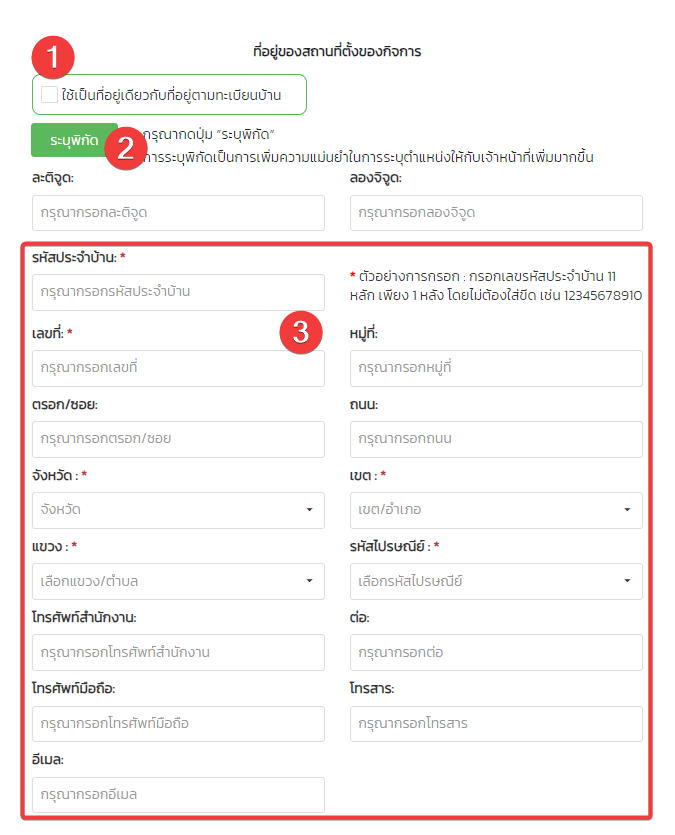 ที่อยู่ของสถานที่ตั้งของกิจการ
1
ใช้เป็นที่อยู่เดียวกับที่อยู่ตามทะเบียนบ้าน
ระบุพิกัด
2
กรุณากดปุ่ม “ระบุพิกัด”
การระบุพิกัดเป็นการเพิ่มความแม่นยำในการระบุตำแหน่งให้กับเจ้าหน้าที่เพิ่มมากขึ้น
ละติจูด: ลองจิจูด:
กรุณากรอกละติจูด กรุณากรอกลองจิจูด
รหัสประจำบ้าน: *
กรุณากรอกรหัสประจำบ้าน
* ตัวอย่างการกรอก : กรอกเลขรหัสประจำบ้าน 11
หลัก เพียง 1 หลัง โดยไม่ต้องใส่ขีด เช่น 12345678910
3
เลขที่: * หมู่ที่:
กรุณากรอกเลขที่ กรุณากรอกหมู่ที่
ตรอก/ซอย: ถนน:
กรุณากรอกตรอก/ซอย กรุณากรอกถนน
จังหวัด : * เขต : *
จังหวัด เขต/อำเภอ
แขวง : * รหัสไปรษณีย์ : *
เลือกแขวง/ตำบล เลือกรหัสไปรษณีย์
โทรศัพท์สำนักงาน: ต่อ:
กรุณากรอกโทรศัพท์สำนักงาน กรุณากรอกต่อ
โทรศัพท์มือถือ: โทรสาร:
กรุณากรอกโทรศัพท์มือถือ กรุณากรอกโทรสาร
อีเมล:
กรุณากรอกอีเมล